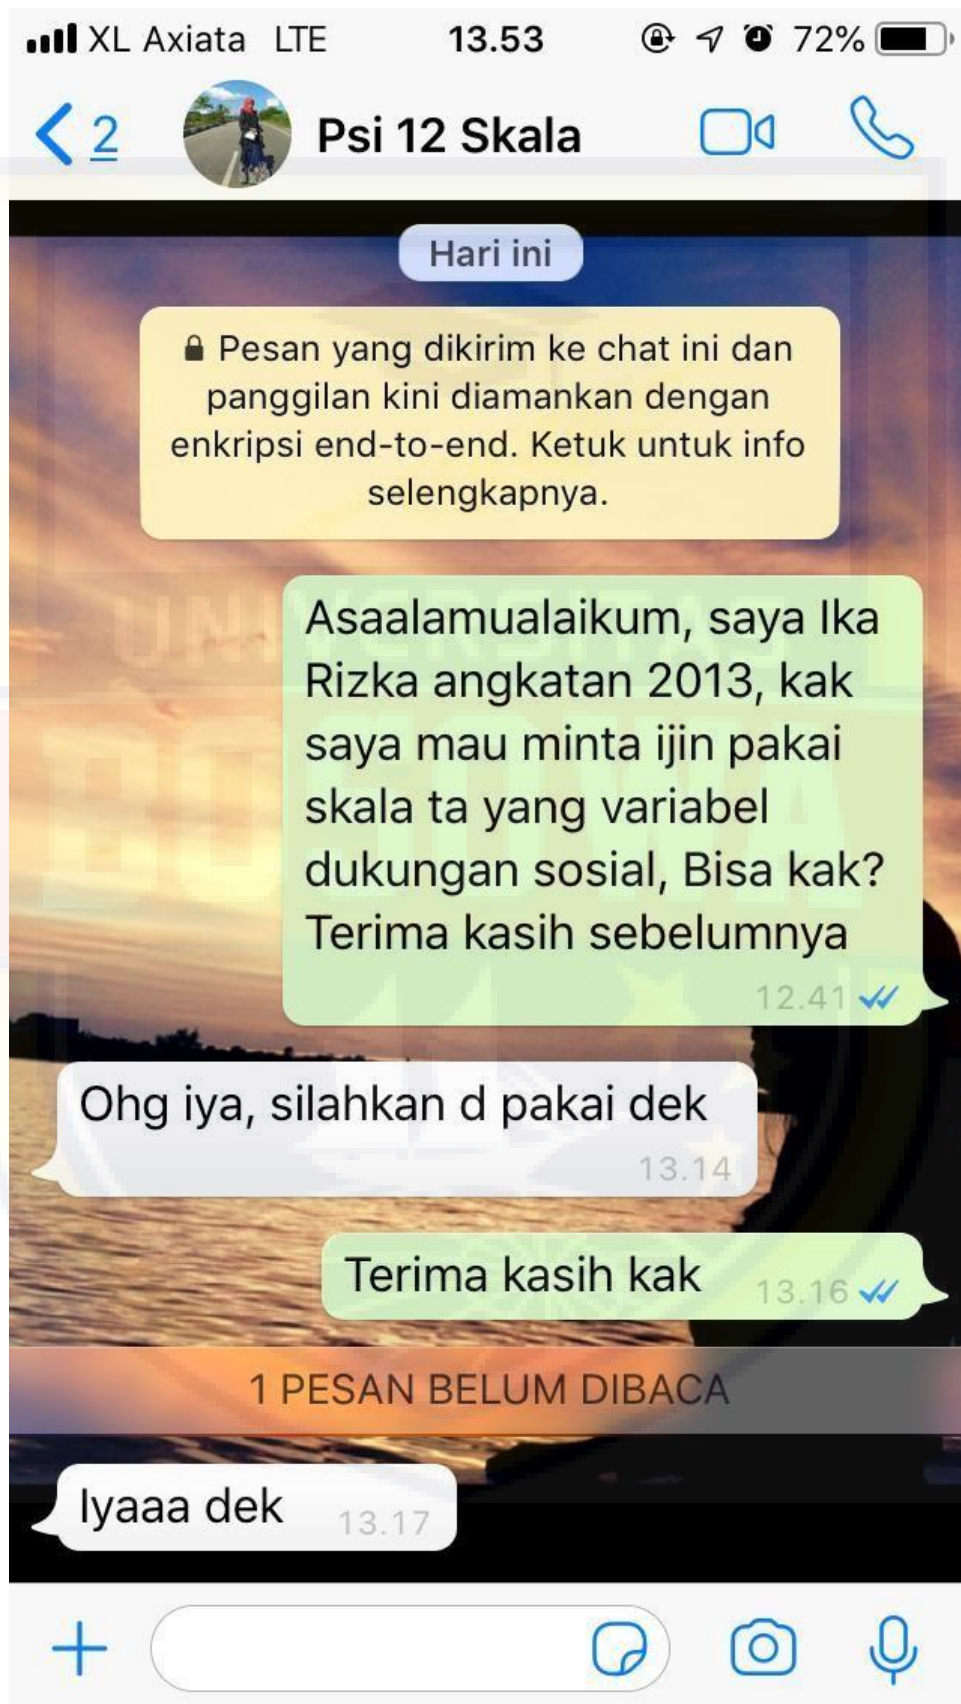 XL Axiata LTE 13.53 72%
2 Psi 12 Skala
Hari ini
Pesan yang dikirim ke chat ini dan
panggilan kini diamankan dengan
enkripsi end-to-end. Ketuk untuk info
selengkapnya.
UNIVERSITAS
BOSOWA
Asaalamualaikum, saya Ika
Rizka angkatan 2013, kak
saya mau minta ijin pakai
skala ta yang variabel
dukungan sosial, Bisa kak?
Terima kasih sebelumnya
12.41
Ohg iya, silahkan d pakai dek
13.14
Terima kasih kak 13.16
1 PESAN BELUM DIBACA
Iyaaa dek 13.17